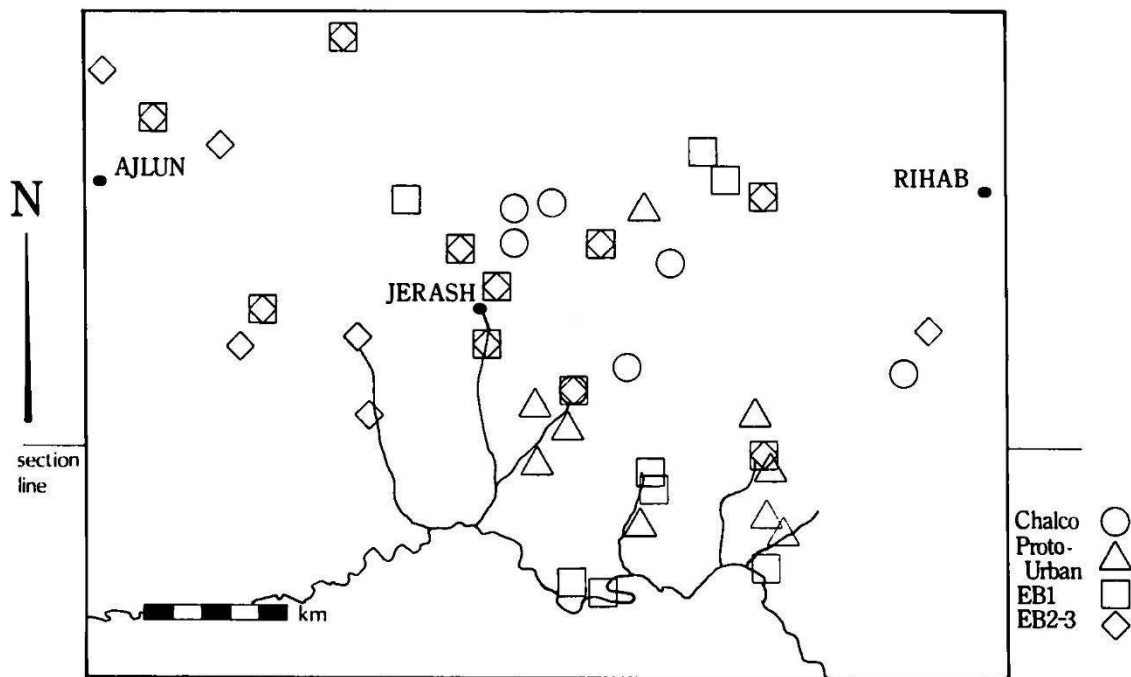 AJLUN
N
RIHAB
JERASH
section
line
km
Chalco
Proto-
Urban
EB1
EB2-3